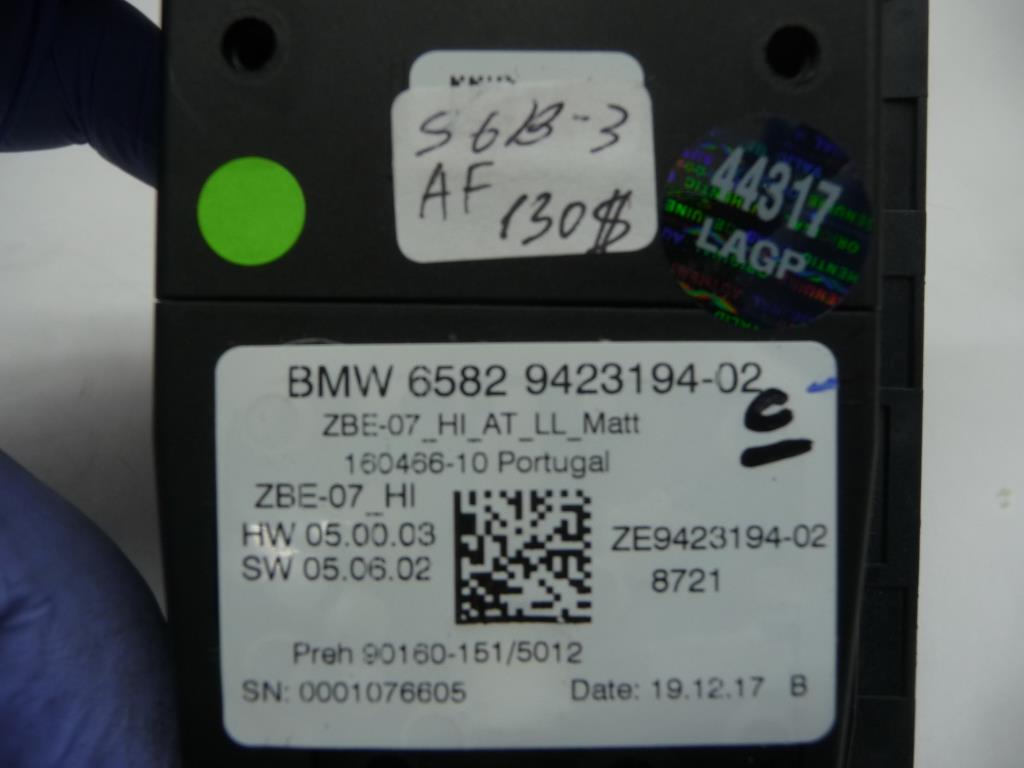 S6B-3
AF
130$
44317
LAGP
BMW 6582 9423194-02
C
ZBE-07_HI_AT_LL_Matt
160466-10 Portugal
ZBE-07_HI
HW 05.00.03
SW 05.06.02
ZE9423194-02
8721
Preh 90160-151/5012
SN: 0001076605
Date: 19.12.17 B